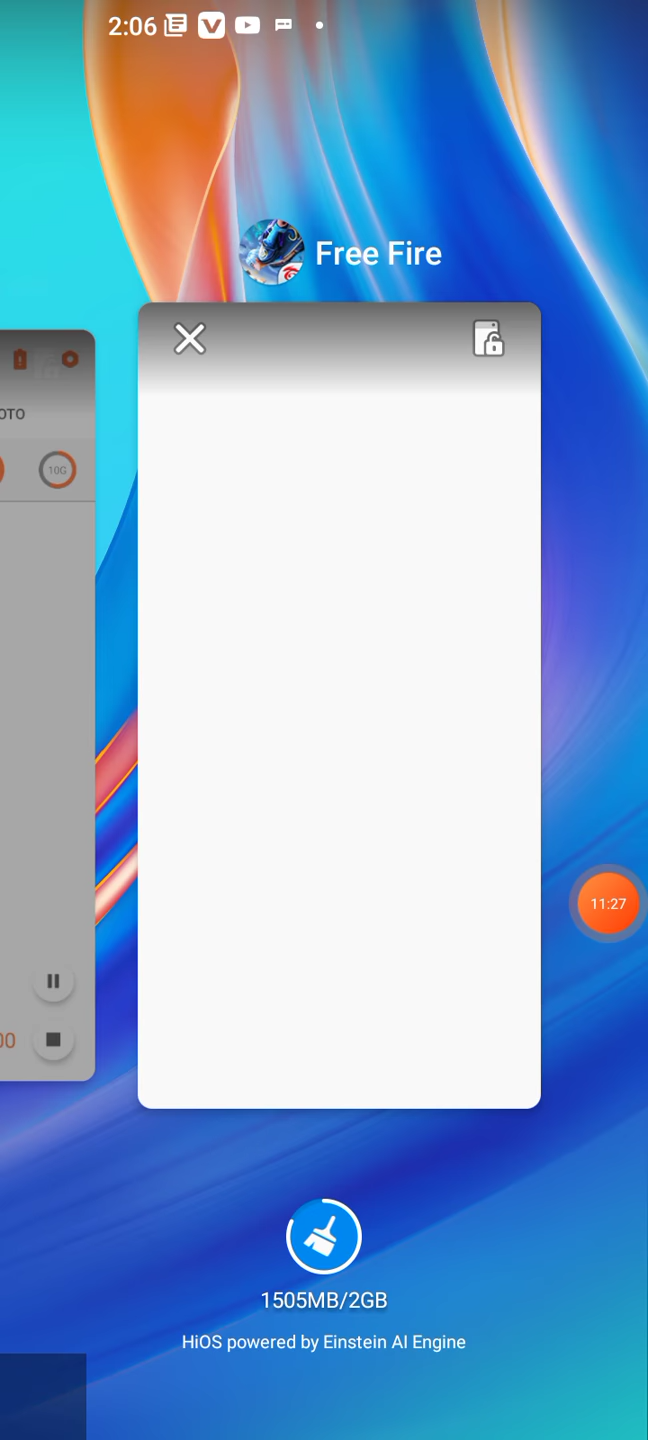 2:06
Free Fire
OTO
10G
11:27
00
1505MB/2GB
HiOS powered by Einstein AI Engine